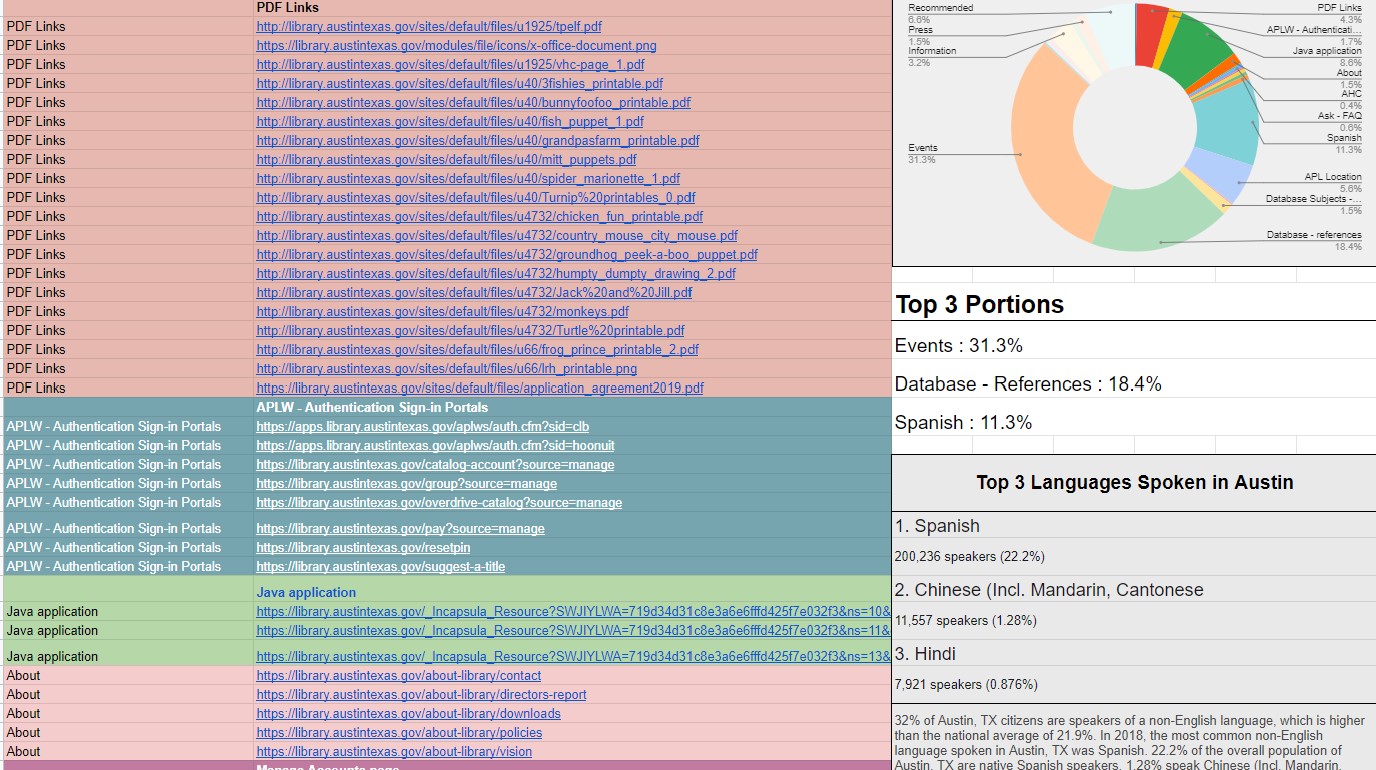 PDF Links
PDF Links http://library.austintexas.gov/sites/default/files/u1925/tpelf.pdf
PDF Links https://library.austintexas.gov/modules/file/icons/x-office-document.png
PDF Links http://library.austintexas.gov/sites/default/files/u1925/vhc-page_1.pdf
PDF Links http://library.austintexas.gov/sites/default/files/u40/3fishies_printable.pdf
PDF Links http://library.austintexas.gov/sites/default/files/u40/bunnyfoofoo_printable.pdf
PDF Links http://library.austintexas.gov/sites/default/files/u40/fish_puppet_1.pdf
PDF Links http://library.austintexas.gov/sites/default/files/u40/grandpasfarm_printable.pdf
PDF Links http://library.austintexas.gov/sites/default/files/u40/mitt_puppets.pdf
PDF Links http://library.austintexas.gov/sites/default/files/u40/spider_marionette_1.pdf
PDF Links http://library.austintexas.gov/sites/default/files/u40/Turnip%20printables_0.pdf
PDF Links http://library.austintexas.gov/sites/default/files/u4732/chicken_fun_printable.pdf
PDF Links http://library.austintexas.gov/sites/default/files/u4732/country_mouse_city_mouse.pdf
PDF Links http://library.austintexas.gov/sites/default/files/u4732/groundhog_peek-a-boo_puppet.pdf
PDF Links http://library.austintexas.gov/sites/default/files/u4732/humpty_dumpty_drawing_2.pdf
PDF Links http://library.austintexas.gov/sites/default/files/u4732/Jack%20and%20Jill.pdf
PDF Links http://library.austintexas.gov/sites/default/files/u4732/monkeys.pdf
PDF Links http://library.austintexas.gov/sites/default/files/u4732/Turtle%20printable.pdf
PDF Links http://library.austintexas.gov/sites/default/files/u66/frog_prince_printable_2.pdf
PDF Links http://library.austintexas.gov/sites/default/files/u66/lrh_printable.png
PDF Links https://library.austintexas.gov/sites/default/files/application_agreement2019.pdf
APLW - Authentication Sign-in Portals
APLW - Authentication Sign-in Portals https://apps.library.austintexas.gov/aplws/auth.cfm?sid=clb
APLW - Authentication Sign-in Portals https://apps.library.austintexas.gov/aplws/auth.cfm?sid=hoonuit
APLW - Authentication Sign-in Portals https://library.austintexas.gov/catalog-account?source=manage
APLW - Authentication Sign-in Portals https://library.austintexas.gov/group?source=manage
APLW - Authentication Sign-in Portals https://library.austintexas.gov/overdrive-catalog?source=manage
APLW - Authentication Sign-in Portals https://library.austintexas.gov/pay?source=manage
APLW - Authentication Sign-in Portals https://library.austintexas.gov/resetpin
APLW - Authentication Sign-in Portals https://library.austintexas.gov/suggest-a-title
Java application
Java application https://library.austintexas.gov/_Incapsula_Resource?SWJIYLWA=719d34d31c8e3a6e6fffd425f7e032f3&ns=10&
Java application https://library.austintexas.gov/_Incapsula_Resource?SWJIYLWA=719d34d31c8e3a6e6fffd425f7e032f3&ns=11&
Java application https://library.austintexas.gov/_Incapsula_Resource?SWJIYLWA=719d34d31c8e3a6e6fffd425f7e032f3&ns=13&
About https://library.austintexas.gov/about-library/contact
About https://library.austintexas.gov/about-library/directors-report
About https://library.austintexas.gov/about-library/downloads
About https://library.austintexas.gov/about-library/policies
About https://library.austintexas.gov/about-library/vision
Manage Accounts page
Recommended
6.6%
Press
1.5%
Information
3.2%
Events
31.3%
PDF Links
4.3%
APLW - Authenticati...
1.7%
Java application
8.6%
About
1.5%
AHC
0.4%
Ask - FAQ
0.6%
Spanish
11.3%
APL Location
5.6%
Database Subjects -...
1.5%
Database - references
18.4%
Top 3 Portions
Events : 31.3%
Database - References : 18.4%
Spanish : 11.3%
Top 3 Languages Spoken in Austin
1. Spanish
200,236 speakers (22.2%)
2. Chinese (Incl. Mandarin, Cantonese
11,557 speakers (1.28%)
3. Hindi
7,921 speakers (0.876%)
32% of Austin, TX citizens are speakers of a non-English language, which is higher
than the national average of 21.9%. In 2018, the most common non-English
language spoken in Austin, TX was Spanish. 22.2% of the overall population of
Austin, TX are native Spanish speakers. 1.28% speak Chinese (Incl. Mandarin,